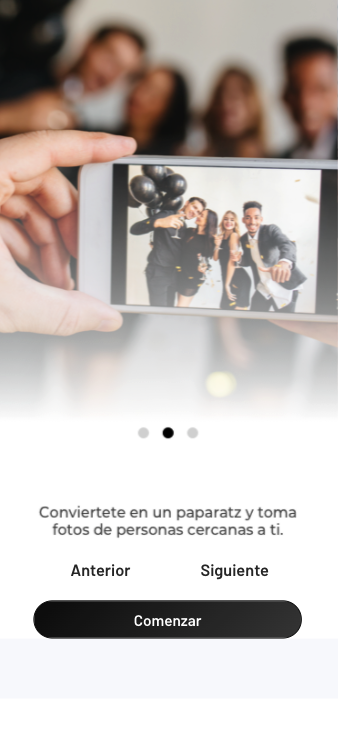 Conviertete en un paparatz y toma
fotos de personas cercanas a ti.
Anterior
Siguiente
Comenzar